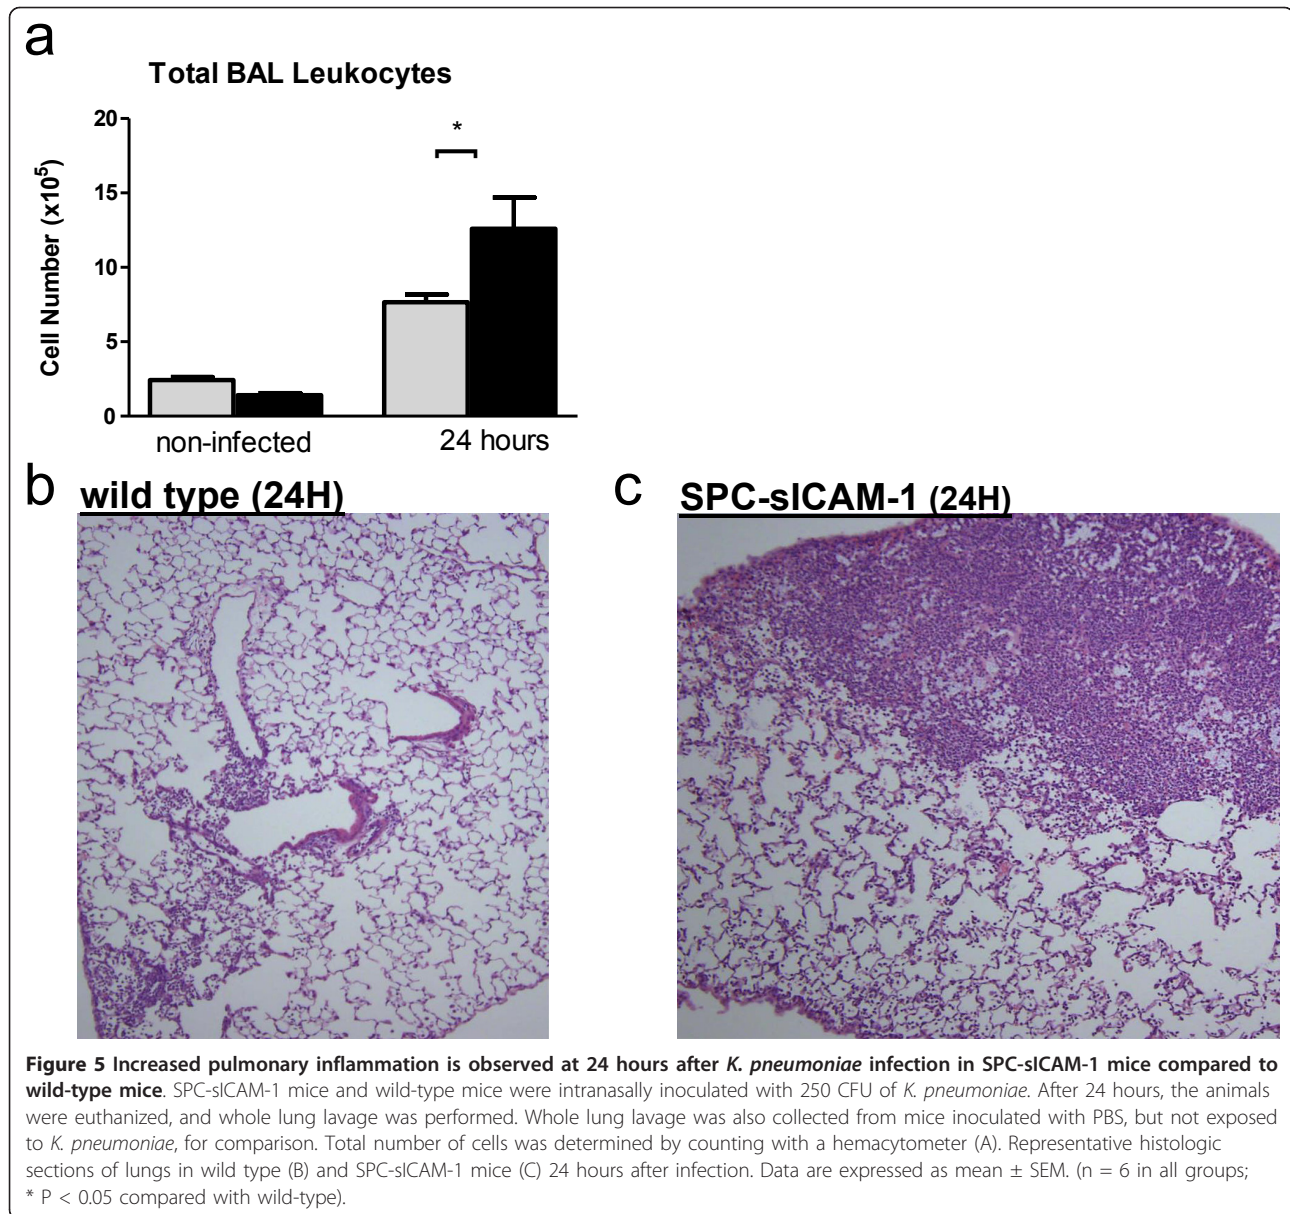 a
Total BAL Leukocytes
20
15
10
5
0
Cell Number (x10⁵)
*
non-infected
24 hours
b wild type (24H)
c SPC-sICAM-1 (24H)
Figure 5 Increased pulmonary inflammation is observed at 24 hours after K. pneumoniae infection in SPC-sICAM-1 mice compared to
wild-type mice. SPC-sICAM-1 mice and wild-type mice were intranasally inoculated with 250 CFU of K. pneumoniae. After 24 hours, the animals
were euthanized, and whole lung lavage was performed. Whole lung lavage was also collected from mice inoculated with PBS, but not exposed
to K. pneumoniae, for comparison. Total number of cells was determined by counting with a hemacytometer (A). Representative histologic
sections of lungs in wild type (B) and SPC-sICAM-1 mice (C) 24 hours after infection. Data are expressed as mean ± SEM. (n = 6 in all groups;
* P < 0.05 compared with wild-type).